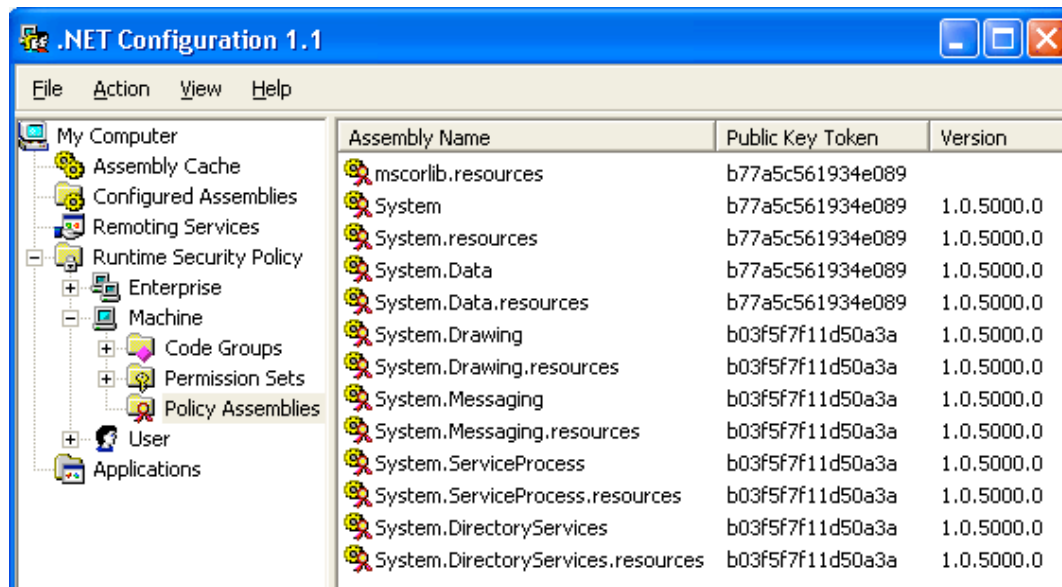 .NET Configuration 1.1
File Action View Help
My Computer
Assembly Cache
Configured Assemblies
Remoting Services
Runtime Security Policy
Enterprise
Machine
Code Groups
Permission Sets
Policy Assemblies
User
Applications
Assembly Name Public Key Token Version
mscorlib.resources b77a5c561934e089
System b77a5c561934e089 1.0.5000.0
System.resources b77a5c561934e089 1.0.5000.0
System.Data b77a5c561934e089 1.0.5000.0
System.Data.resources b77a5c561934e089 1.0.5000.0
System.Drawing b03f5f7f11d50a3a 1.0.5000.0
System.Drawing.resources b03f5f7f11d50a3a 1.0.5000.0
System.Messaging b03f5f7f11d50a3a 1.0.5000.0
System.Messaging.resources b03f5f7f11d50a3a 1.0.5000.0
System.ServiceProcess b03f5f7f11d50a3a 1.0.5000.0
System.ServiceProcess.resources b03f5f7f11d50a3a 1.0.5000.0
System.DirectoryServices b03f5f7f11d50a3a 1.0.5000.0
System.DirectoryServices.resources b03f5f7f11d50a3a 1.0.5000.0